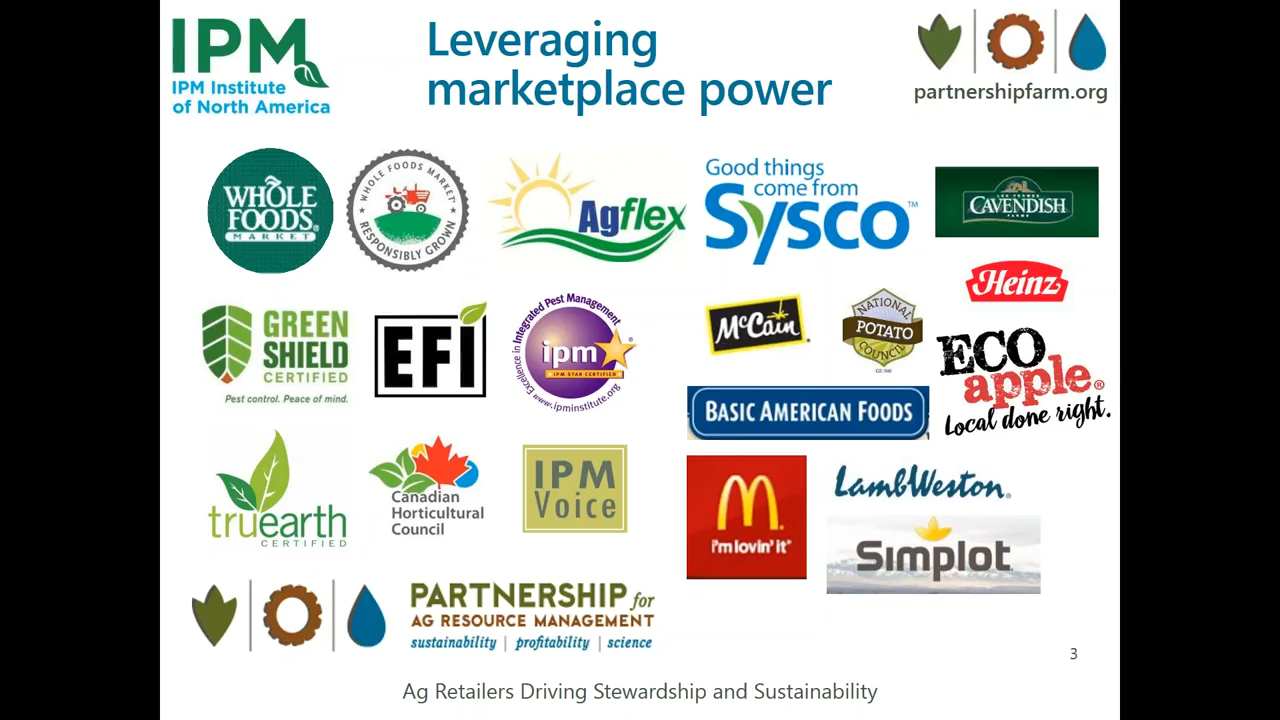 IPM
IPM Institute
of North America
Leveraging
marketplace power
partnershipfarm.org
WHOLE
FOODS®
MARKET
WHOLE FOODS MARKET®
RESPONSIBLY GROWN
Agflex
Good things
come from
Sysco™
CAVENDISH
FARMS
Heinz
GREEN
SHIELD
CERTIFIED
Pest control. Peace of mind.
EFI
Excellence in Integrated Pest Management
ipm
IPM STAR CERTIFIED
www.ipminstitute.org
McCain®
NATIONAL
POTATO
COUNCIL
EST. 1948
ECO
apple®
Local done right.
BASIC AMERICAN FOODS
truearth
CERTIFIED
Canadian
Horticultural
Council
IPM
Voice
i'm lovin' it®
LambWeston®
Simplot
PARTNERSHIP for
AG RESOURCE MANAGEMENT
sustainability | profitability | science
3
Ag Retailers Driving Stewardship and Sustainability